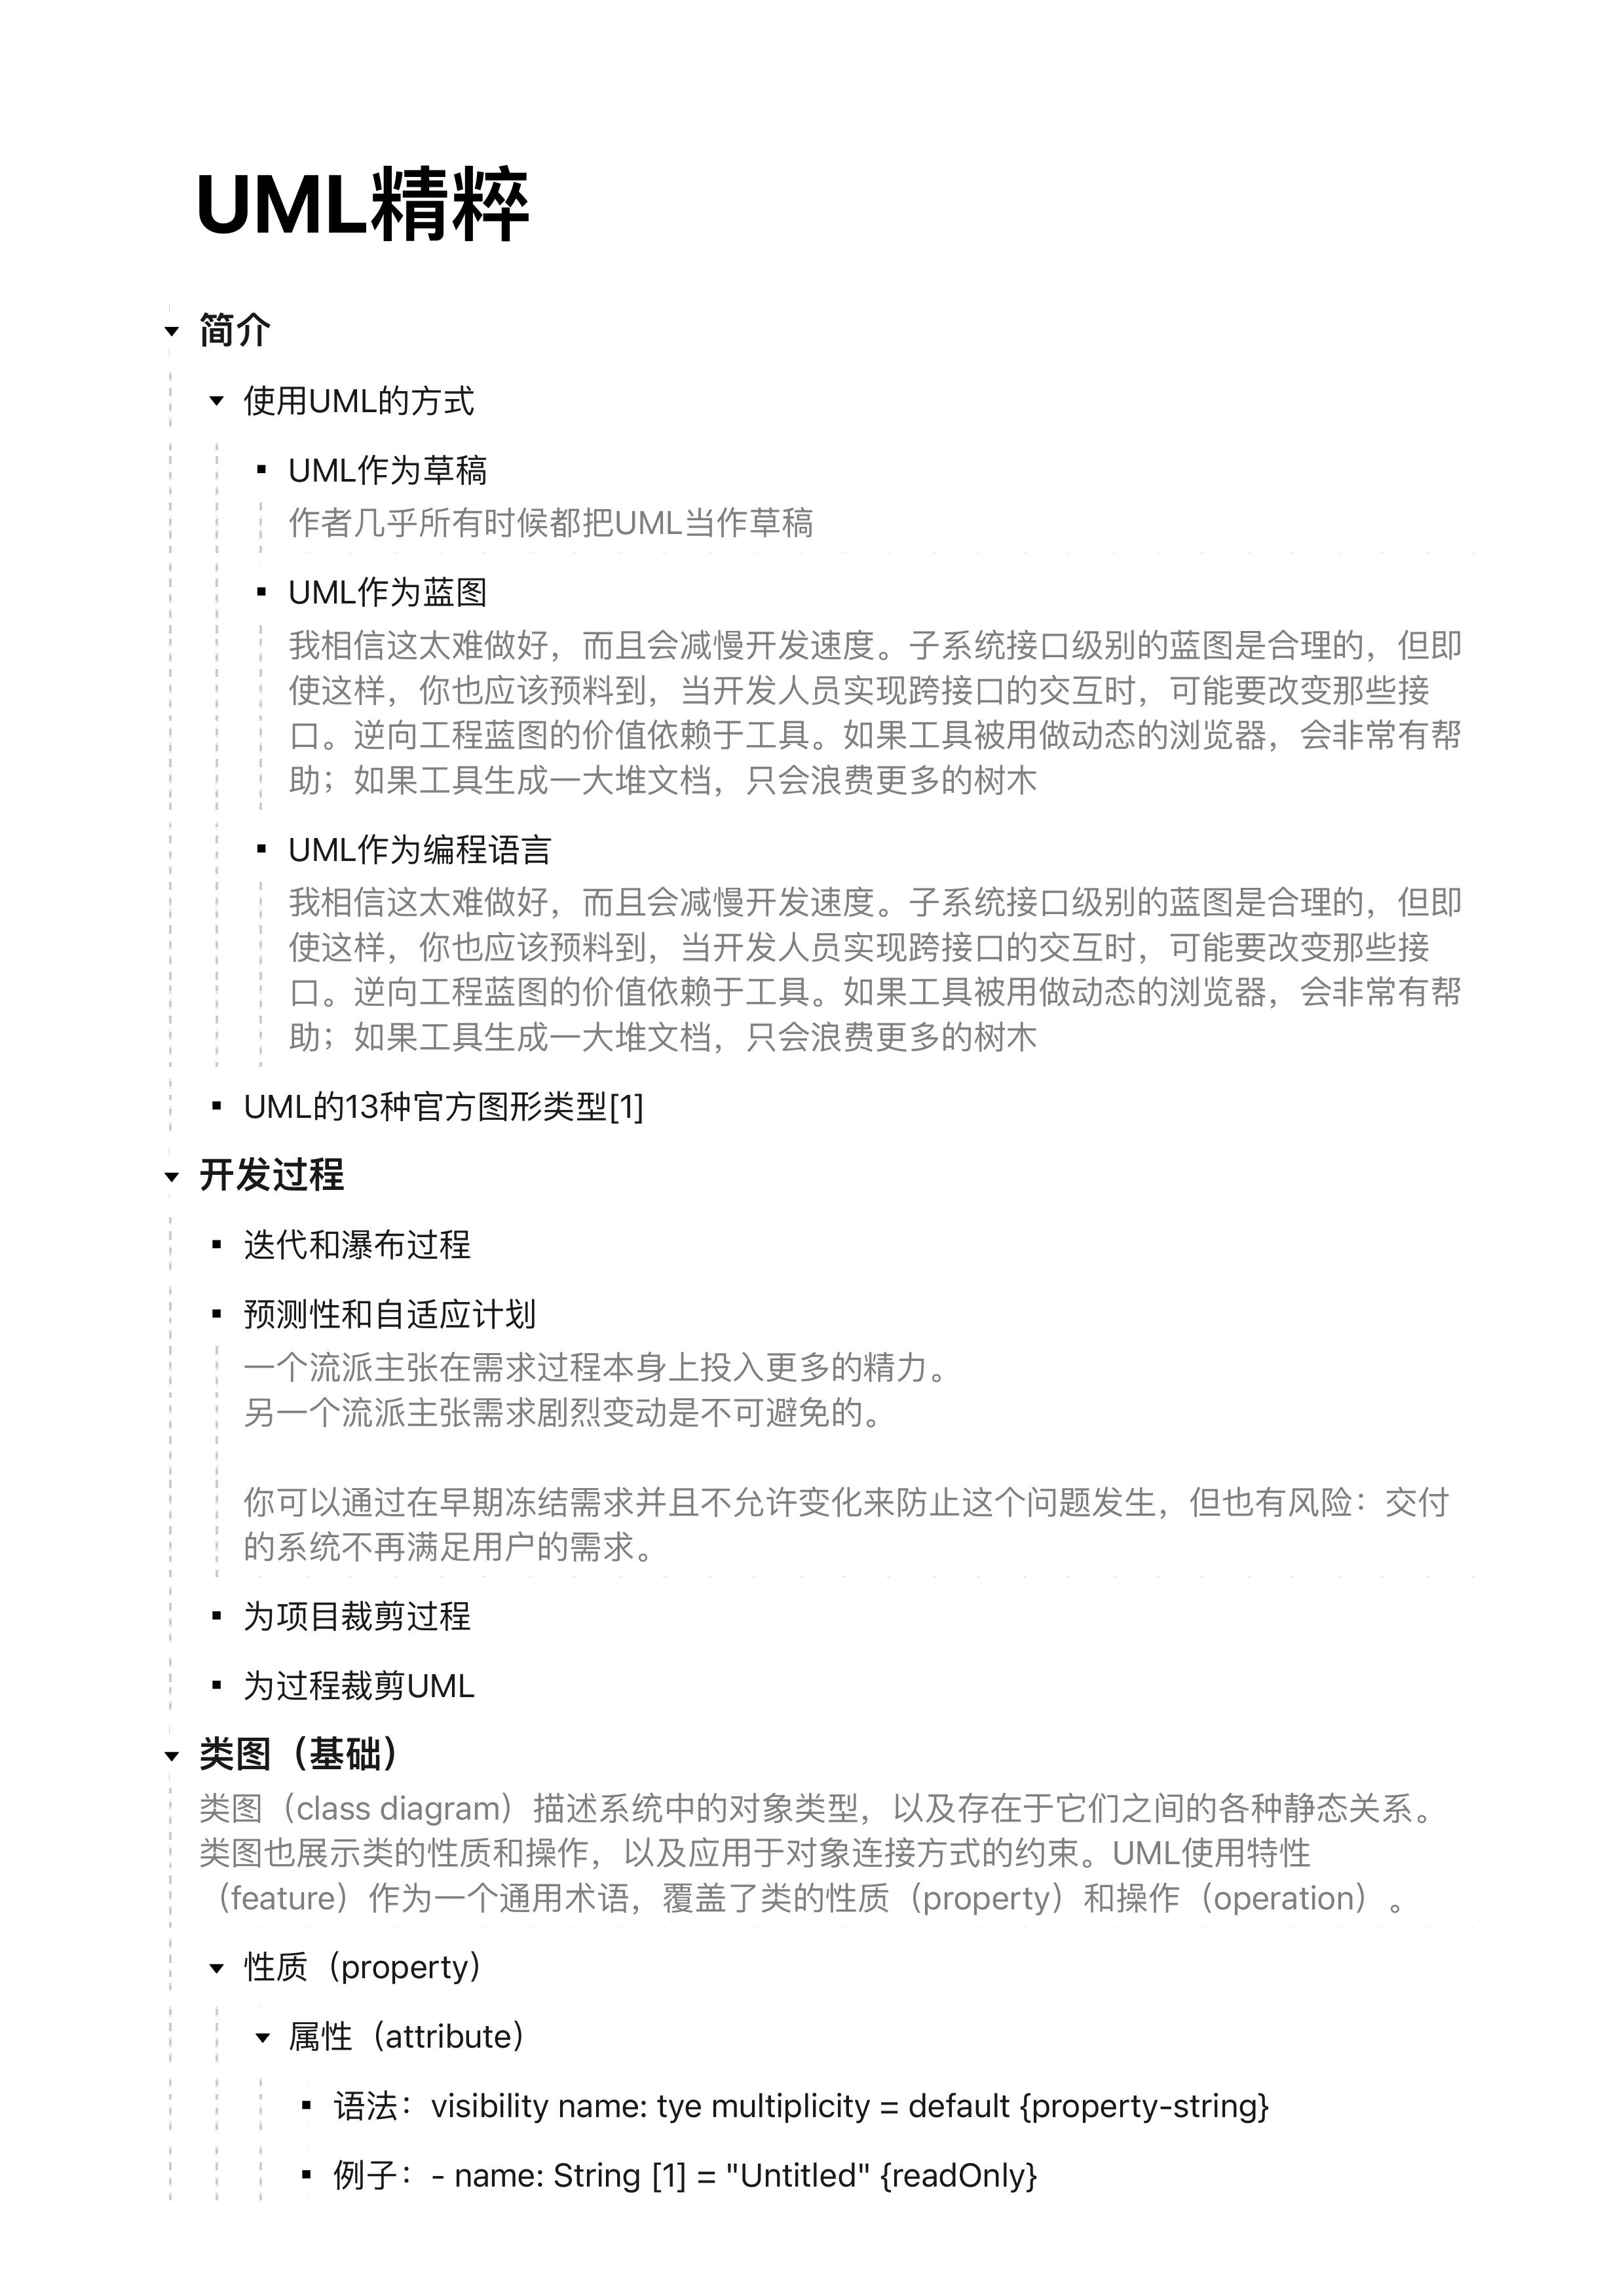 UML精粹
简介
使用UML的方式
UML作为草稿
作者几乎所有时候都把UML当作草稿
UML作为蓝图
我相信这太难做好，而且会减慢开发速度。子系统接口级别的蓝图是合理的，但即
使这样，你也应该预料到，当开发人员实现跨接口的交互时，可能要改变那些接
口。逆向工程蓝图的价值依赖于工具。如果工具被用做动态的浏览器，会非常有帮
助；如果工具生成一大堆文档，只会浪费更多的树木
UML作为编程语言
我相信这太难做好，而且会减慢开发速度。子系统接口级别的蓝图是合理的，但即
使这样，你也应该预料到，当开发人员实现跨接口的交互时，可能要改变那些接
口。逆向工程蓝图的价值依赖于工具。如果工具被用做动态的浏览器，会非常有帮
助；如果工具生成一大堆文档，只会浪费更多的树木
UML的13种官方图形类型[1]
开发过程
迭代和瀑布过程
预测性和自适应计划
一个流派主张在需求过程本身上投入更多的精力。
另一个流派主张需求剧烈变动是不可避免的。
你可以通过在早期冻结需求并且不允许变化来防止这个问题发生，但也有风险：交付
的系统不再满足用户的需求。
为项目裁剪过程
为过程裁剪UML
类图（基础）
类图（class diagram）描述系统中的对象类型，以及存在于它们之间的各种静态关系。
类图也展示类的性质和操作，以及应用于对象连接方式的约束。UML使用特性
（feature）作为一个通用术语，覆盖了类的性质（property）和操作（operation）。
性质（property）
属性（attribute）
语法：visibility name: tye multiplicity = default {property-string}
例子：- name: String [1] = "Untitled" {readOnly}